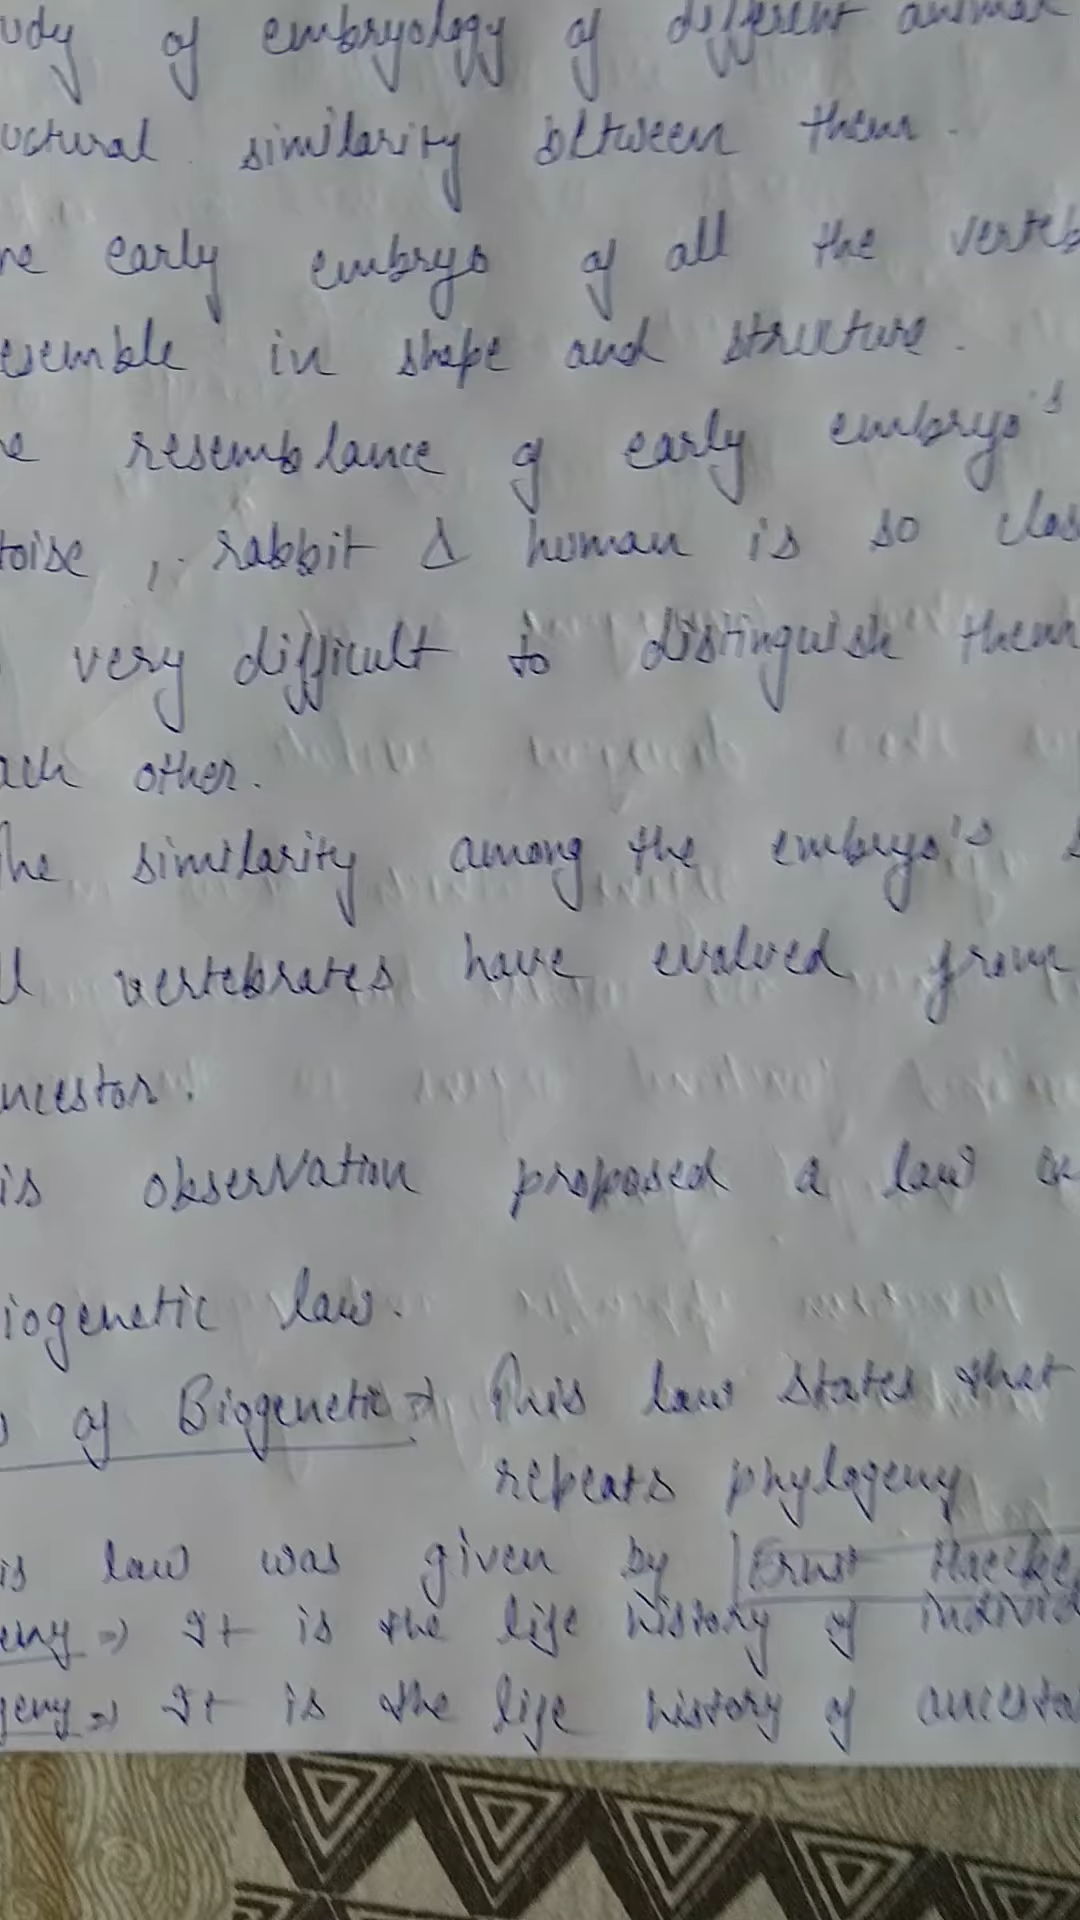 udy of embryology of different animal
uctural similarity between them.
he early embryo of all the verteb
esemble in shape and structure.
e resemblance of early embryo's
toise, rabbit & human is so clos
very difficult to distinguish them
ach other.
The similarity among the embryo's s
ll vertebrates have evolved from
ncestor.
is observation proposed a law or
iogenetic law.
of Biogenetic ⇒ This law states that
repeats phylogeny
is law was given by Ernst Haecke
eny ⇒ It is the life history of individ
geny ⇒ It is the life history of ancesto